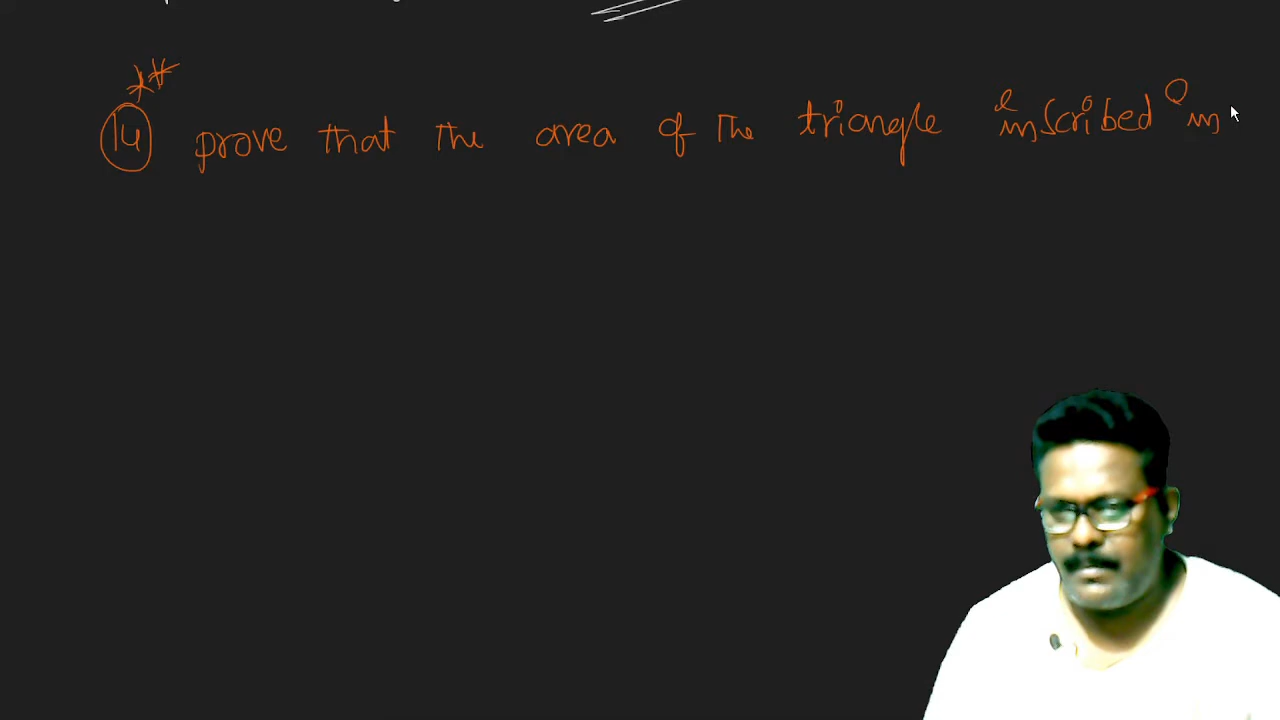 ** 
14 prove that the area of the triangle inscribed in